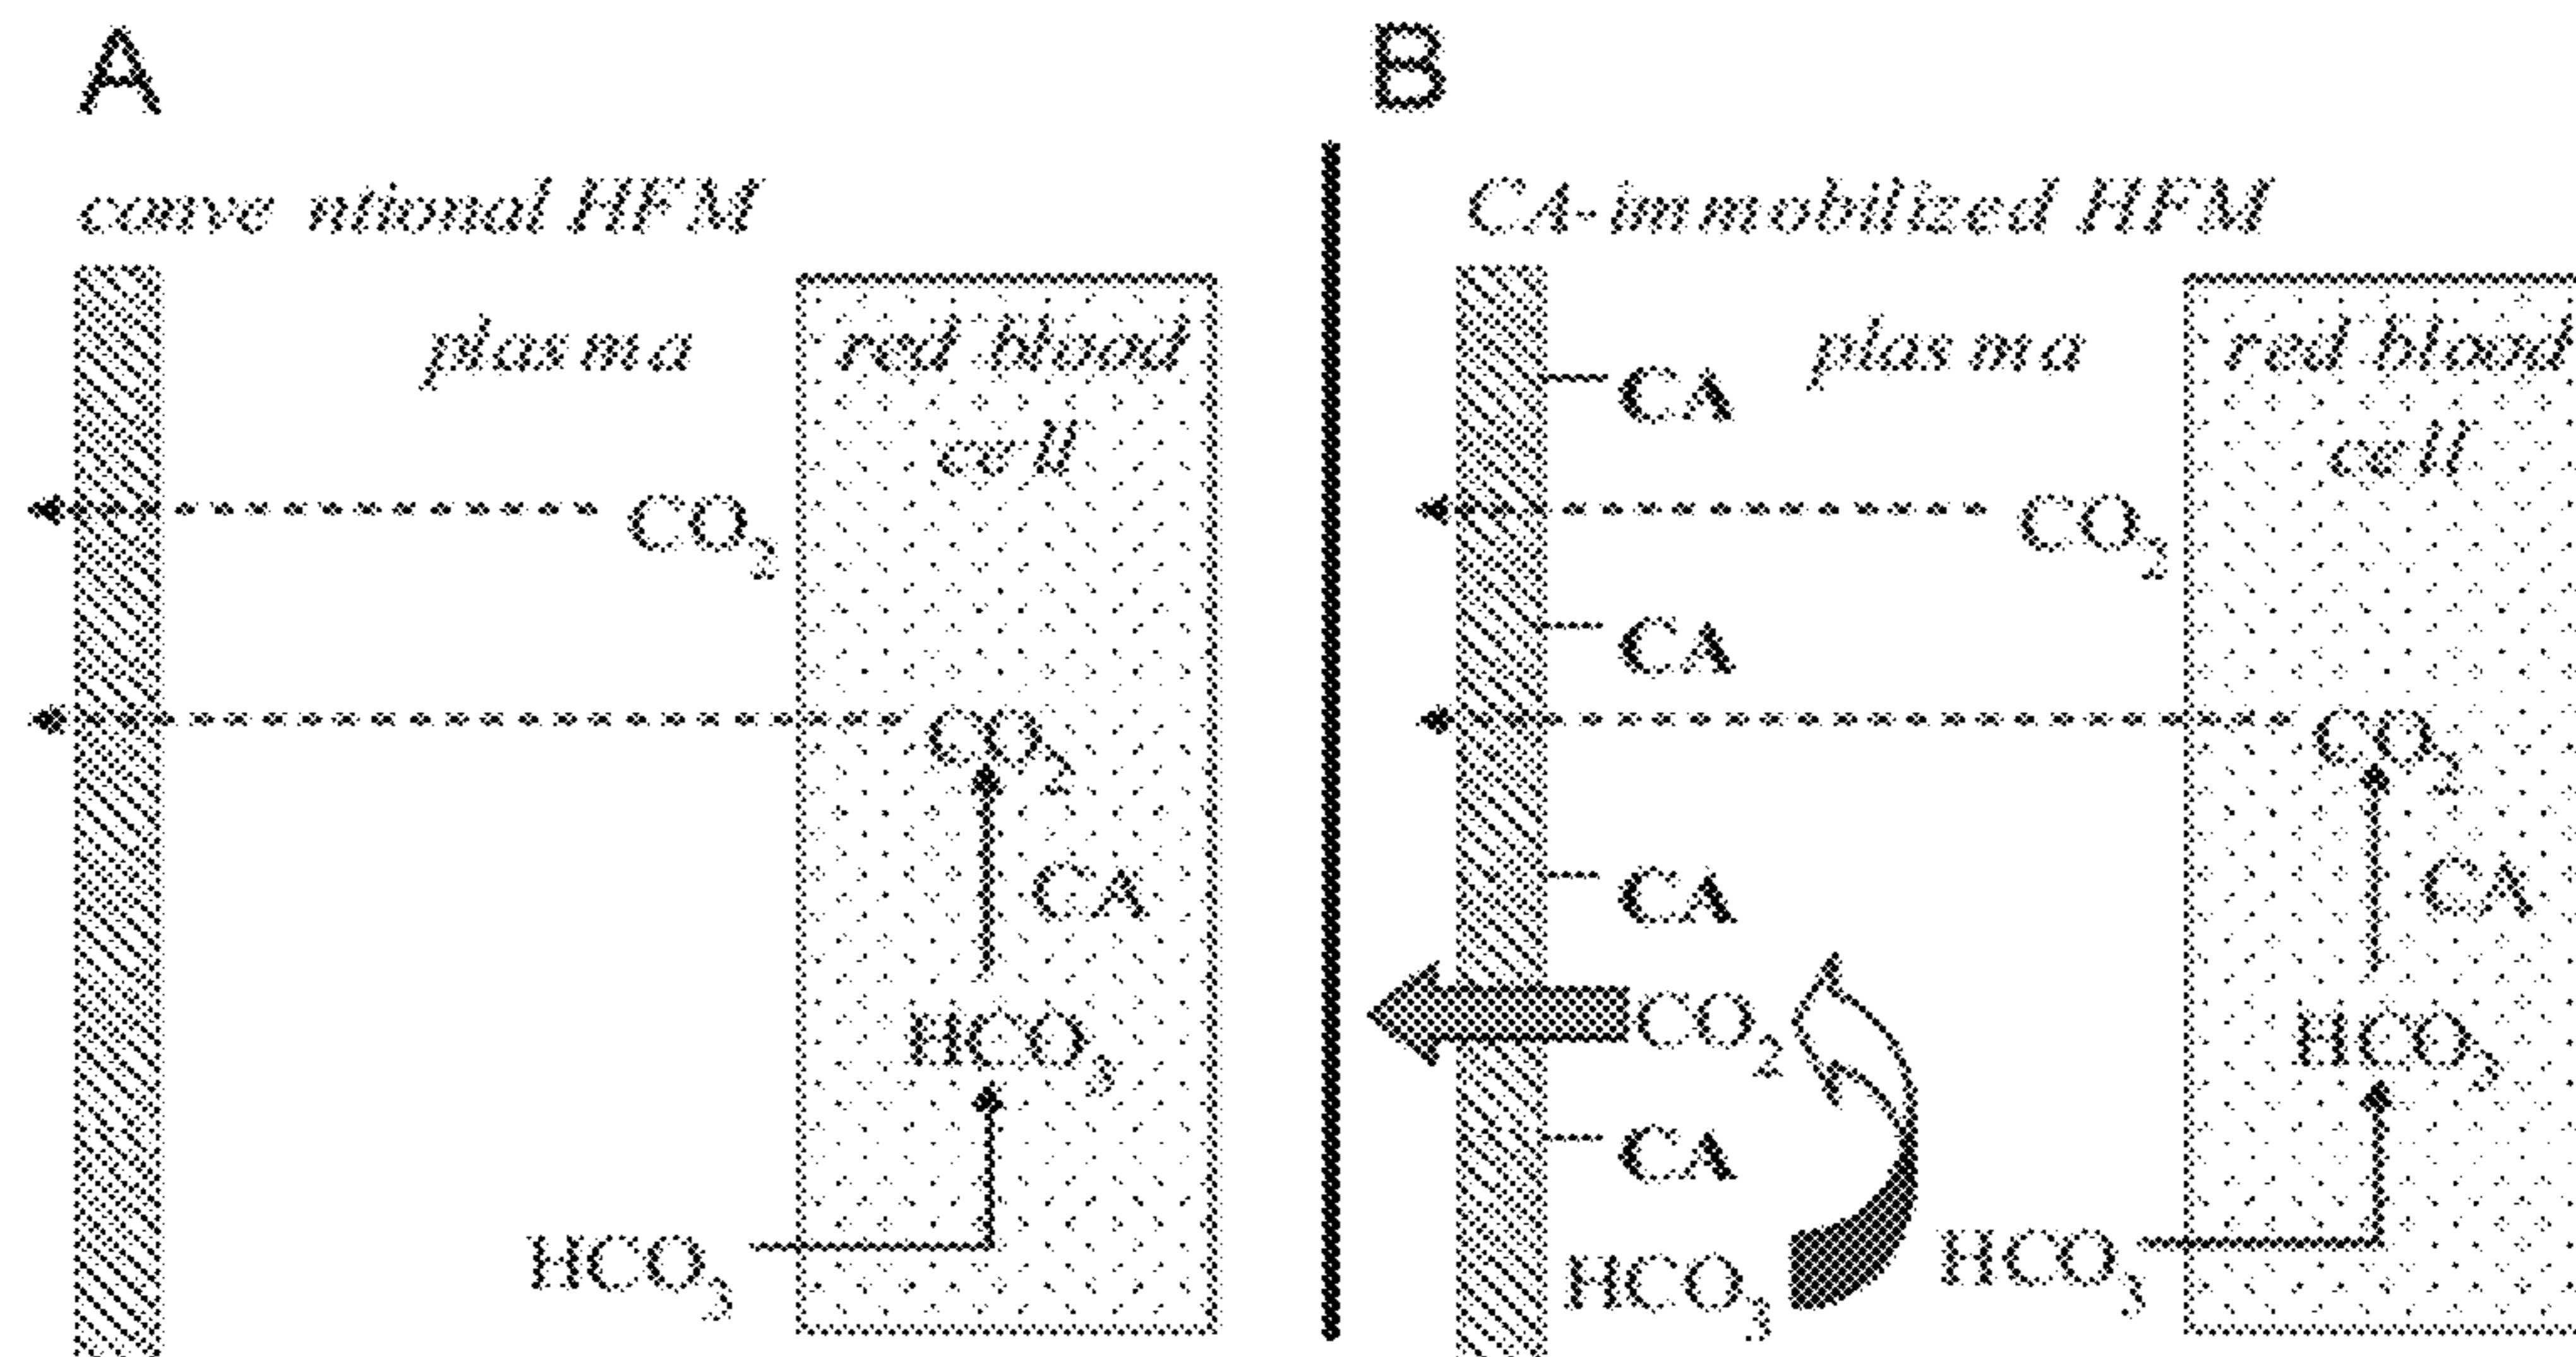 A
conventional HFM
plasma
red blood
cell
CO2
CO2
CA
HCO3
HCO3
B
CA-immobilized HFM
CA
plasma
red blood
cell
CO2
CA
CO2
CA
CA
CO2
HCO3
CA
HCO3
HCO3